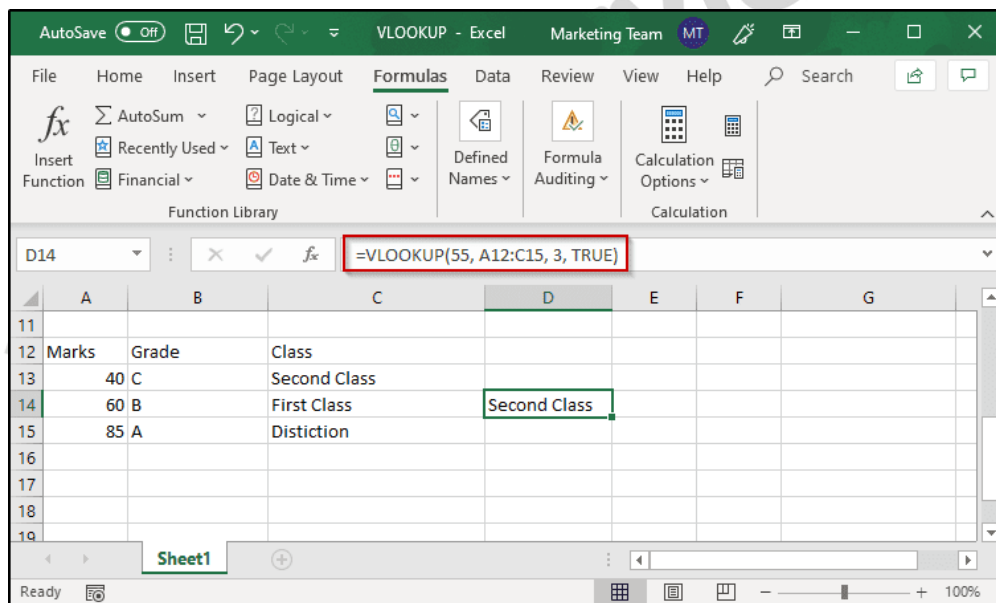 AutoSave Off VLOOKUP - Excel Marketing Team MT
File Home Insert Page Layout Formulas Data Review View Help Search
fx Insert Function
AutoSum
Recently Used
Financial
Logical
Text
Date & Time
Defined Names
Formula Auditing
Calculation Options
Function Library Calculation
D14 fx =VLOOKUP(55, A12:C15, 3, TRUE)
A B C D E F G
11
12 Marks Grade Class
13 40 C Second Class
14 60 B First Class Second Class
15 85 A Distiction
16
17
18
19
Sheet1
Ready 100%